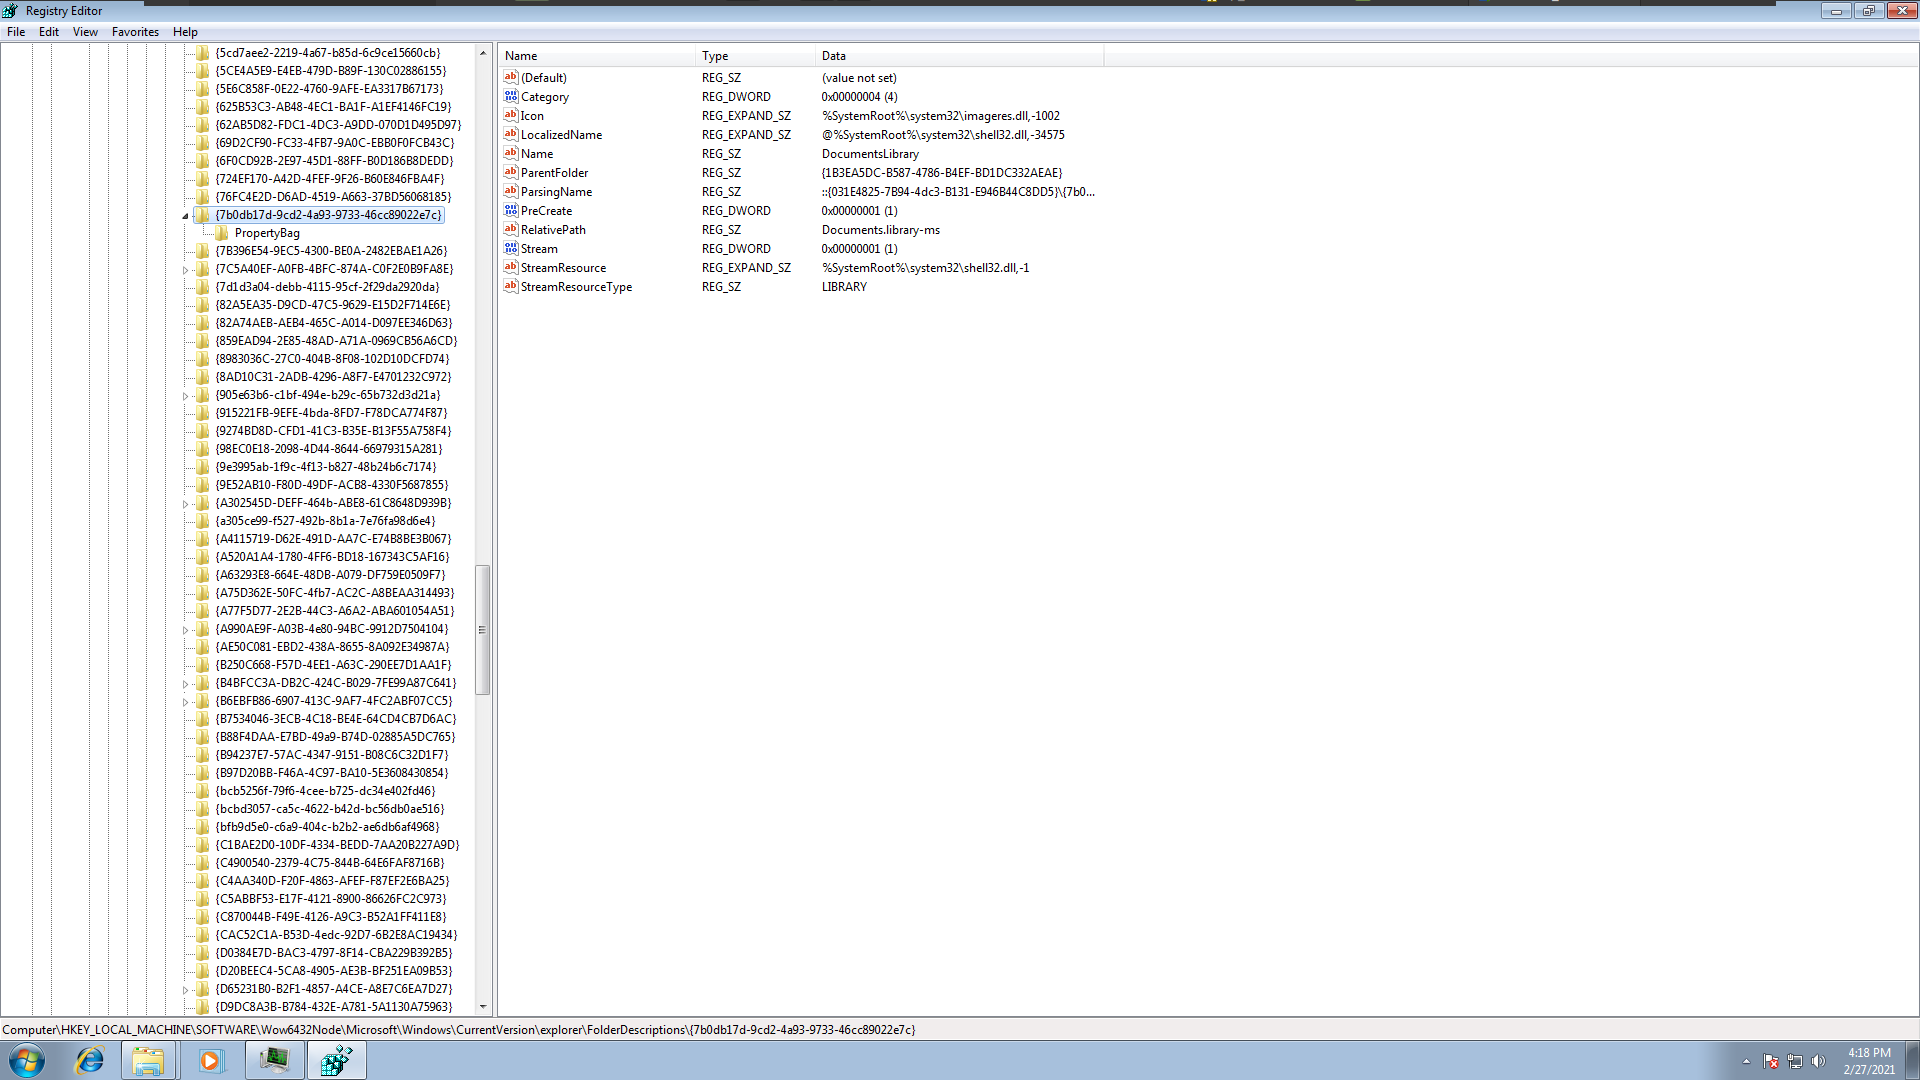 Registry Editor
File Edit View Favorites Help
{5cd7aee2-2219-4a67-b85d-6c9ce15660cb}
{5CE4A5E9-E4EB-479D-B89F-130C02886155}
{5E6C858F-0E22-4760-9AFE-EA3317B67173}
{625B53C3-AB48-4EC1-BA1F-A1EF4146FC19}
{62AB5D82-FDC1-4DC3-A9DD-070D1D495D97}
{69D2CF90-FC33-4FB7-9A0C-EBB0F0FCB43C}
{6F0CD92B-2E97-45D1-88FF-B0D186B8DEDD}
{724EF170-A42D-4FEF-9F26-B60E846FBA4F}
{76FC4E2D-D6AD-4519-A663-37BD56068185}
{7b0db17d-9cd2-4a93-9733-46cc89022e7c}
PropertyBag
{7B396E54-9EC5-4300-BE0A-2482EBAE1A26}
{7C5A40EF-A0FB-4BFC-874A-C0F2E0B9FA8E}
{7d1d3a04-debb-4115-95cf-2f29da2920da}
{82A5EA35-D9CD-47C5-9629-E15D2F714E6E}
{82A74AEB-AEB4-465C-A014-D097EE346D63}
{859EAD94-2E85-48AD-A71A-0969CB56A6CD}
{8983036C-27C0-404B-8F08-102D10DCFD74}
{8AD10C31-2ADB-4296-A8F7-E4701232C972}
{905e63b6-c1bf-494e-b29c-65b732d3d21a}
{915221FB-9EFE-4bda-8FD7-F78DCA774F87}
{9274BD8D-CFD1-41C3-B35E-B13F55A758F4}
{98EC0E18-2098-4D44-8644-66979315A281}
{9e3995ab-1f9c-4f13-b827-48b24b6c7174}
{9E52AB10-F80D-49DF-ACB8-4330F5687855}
{A302545D-DEFF-464b-ABE8-61C8648D939B}
{a305ce99-f527-492b-8b1a-7e76fa98d6e4}
{A4115719-D62E-491D-AA7C-E74B8BE3B067}
{A520A1A4-1780-4FF6-BD18-167343C5AF16}
{A63293E8-664E-48DB-A079-DF759E0509F7}
{A75D362E-50FC-4fb7-AC2C-A8BEAA314493}
{A77F5D77-2E2B-44C3-A6A2-ABA601054A51}
{A990AE9F-A03B-4e80-94BC-9912D7504104}
{AE50C081-EBD2-438A-8655-8A092E34987A}
{B250C668-F57D-4EE1-A63C-290EE7D1AA1F}
{B4BFCC3A-DB2C-424C-B029-7FE99A87C641}
{B6EBFB86-6907-413C-9AF7-4FC2ABF07CC5}
{B7534046-3ECB-4C18-BE4E-64CD4CB7D6AC}
{B88F4DAA-E7BD-49a9-B74D-02885A5DC765}
{B94237E7-57AC-4347-9151-B08C6C32D1F7}
{B97D20BB-F46A-4C97-BA10-5E3608430854}
{bcb5256f-79f6-4cee-b725-dc34e402fd46}
{bcbd3057-ca5c-4622-b42d-bc56db0ae516}
{bfb9d5e0-c6a9-404c-b2b2-ae6db6af4968}
{C1BAE2D0-10DF-4334-BEDD-7AA20B227A9D}
{C4900540-2379-4C75-844B-64E6FAF8716B}
{C4AA340D-F20F-4863-AFEF-F87EF2E6BA25}
{C5ABBF53-E17F-4121-8900-86626FC2C973}
{C870044B-F49E-4126-A9C3-B52A1FF411E8}
{CAC52C1A-B53D-4edc-92D7-6B2E8AC19434}
{D0384E7D-BAC3-4797-8F14-CBA229B392B5}
{D20BEEC4-5CA8-4905-AE3B-BF251EA09B53}
{D65231B0-B2F1-4857-A4CE-A8E7C6EA7D27}
{D9DC8A3B-B784-432E-A781-5A1130A75963}
Name Type Data
(Default) REG_SZ (value not set)
Category REG_DWORD 0x00000004 (4)
Icon REG_EXPAND_SZ %SystemRoot%\system32\imageres.dll,-1002
LocalizedName REG_EXPAND_SZ @%SystemRoot%\system32\shell32.dll,-34575
Name REG_SZ DocumentsLibrary
ParentFolder REG_SZ {1B3EA5DC-B587-4786-B4EF-BD1DC332AEAE}
ParsingName REG_SZ ::{031E4825-7B94-4dc3-B131-E946B44C8DD5}\{7b0...
PreCreate REG_DWORD 0x00000001 (1)
RelativePath REG_SZ Documents.library-ms
Stream REG_DWORD 0x00000001 (1)
StreamResource REG_EXPAND_SZ %SystemRoot%\system32\shell32.dll,-1
StreamResourceType REG_SZ LIBRARY
Computer\HKEY_LOCAL_MACHINE\SOFTWARE\Wow6432Node\Microsoft\Windows\CurrentVersion\explorer\FolderDescriptions\{7b0db17d-9cd2-4a93-9733-46cc89022e7c}
4:18 PM
2/27/2021